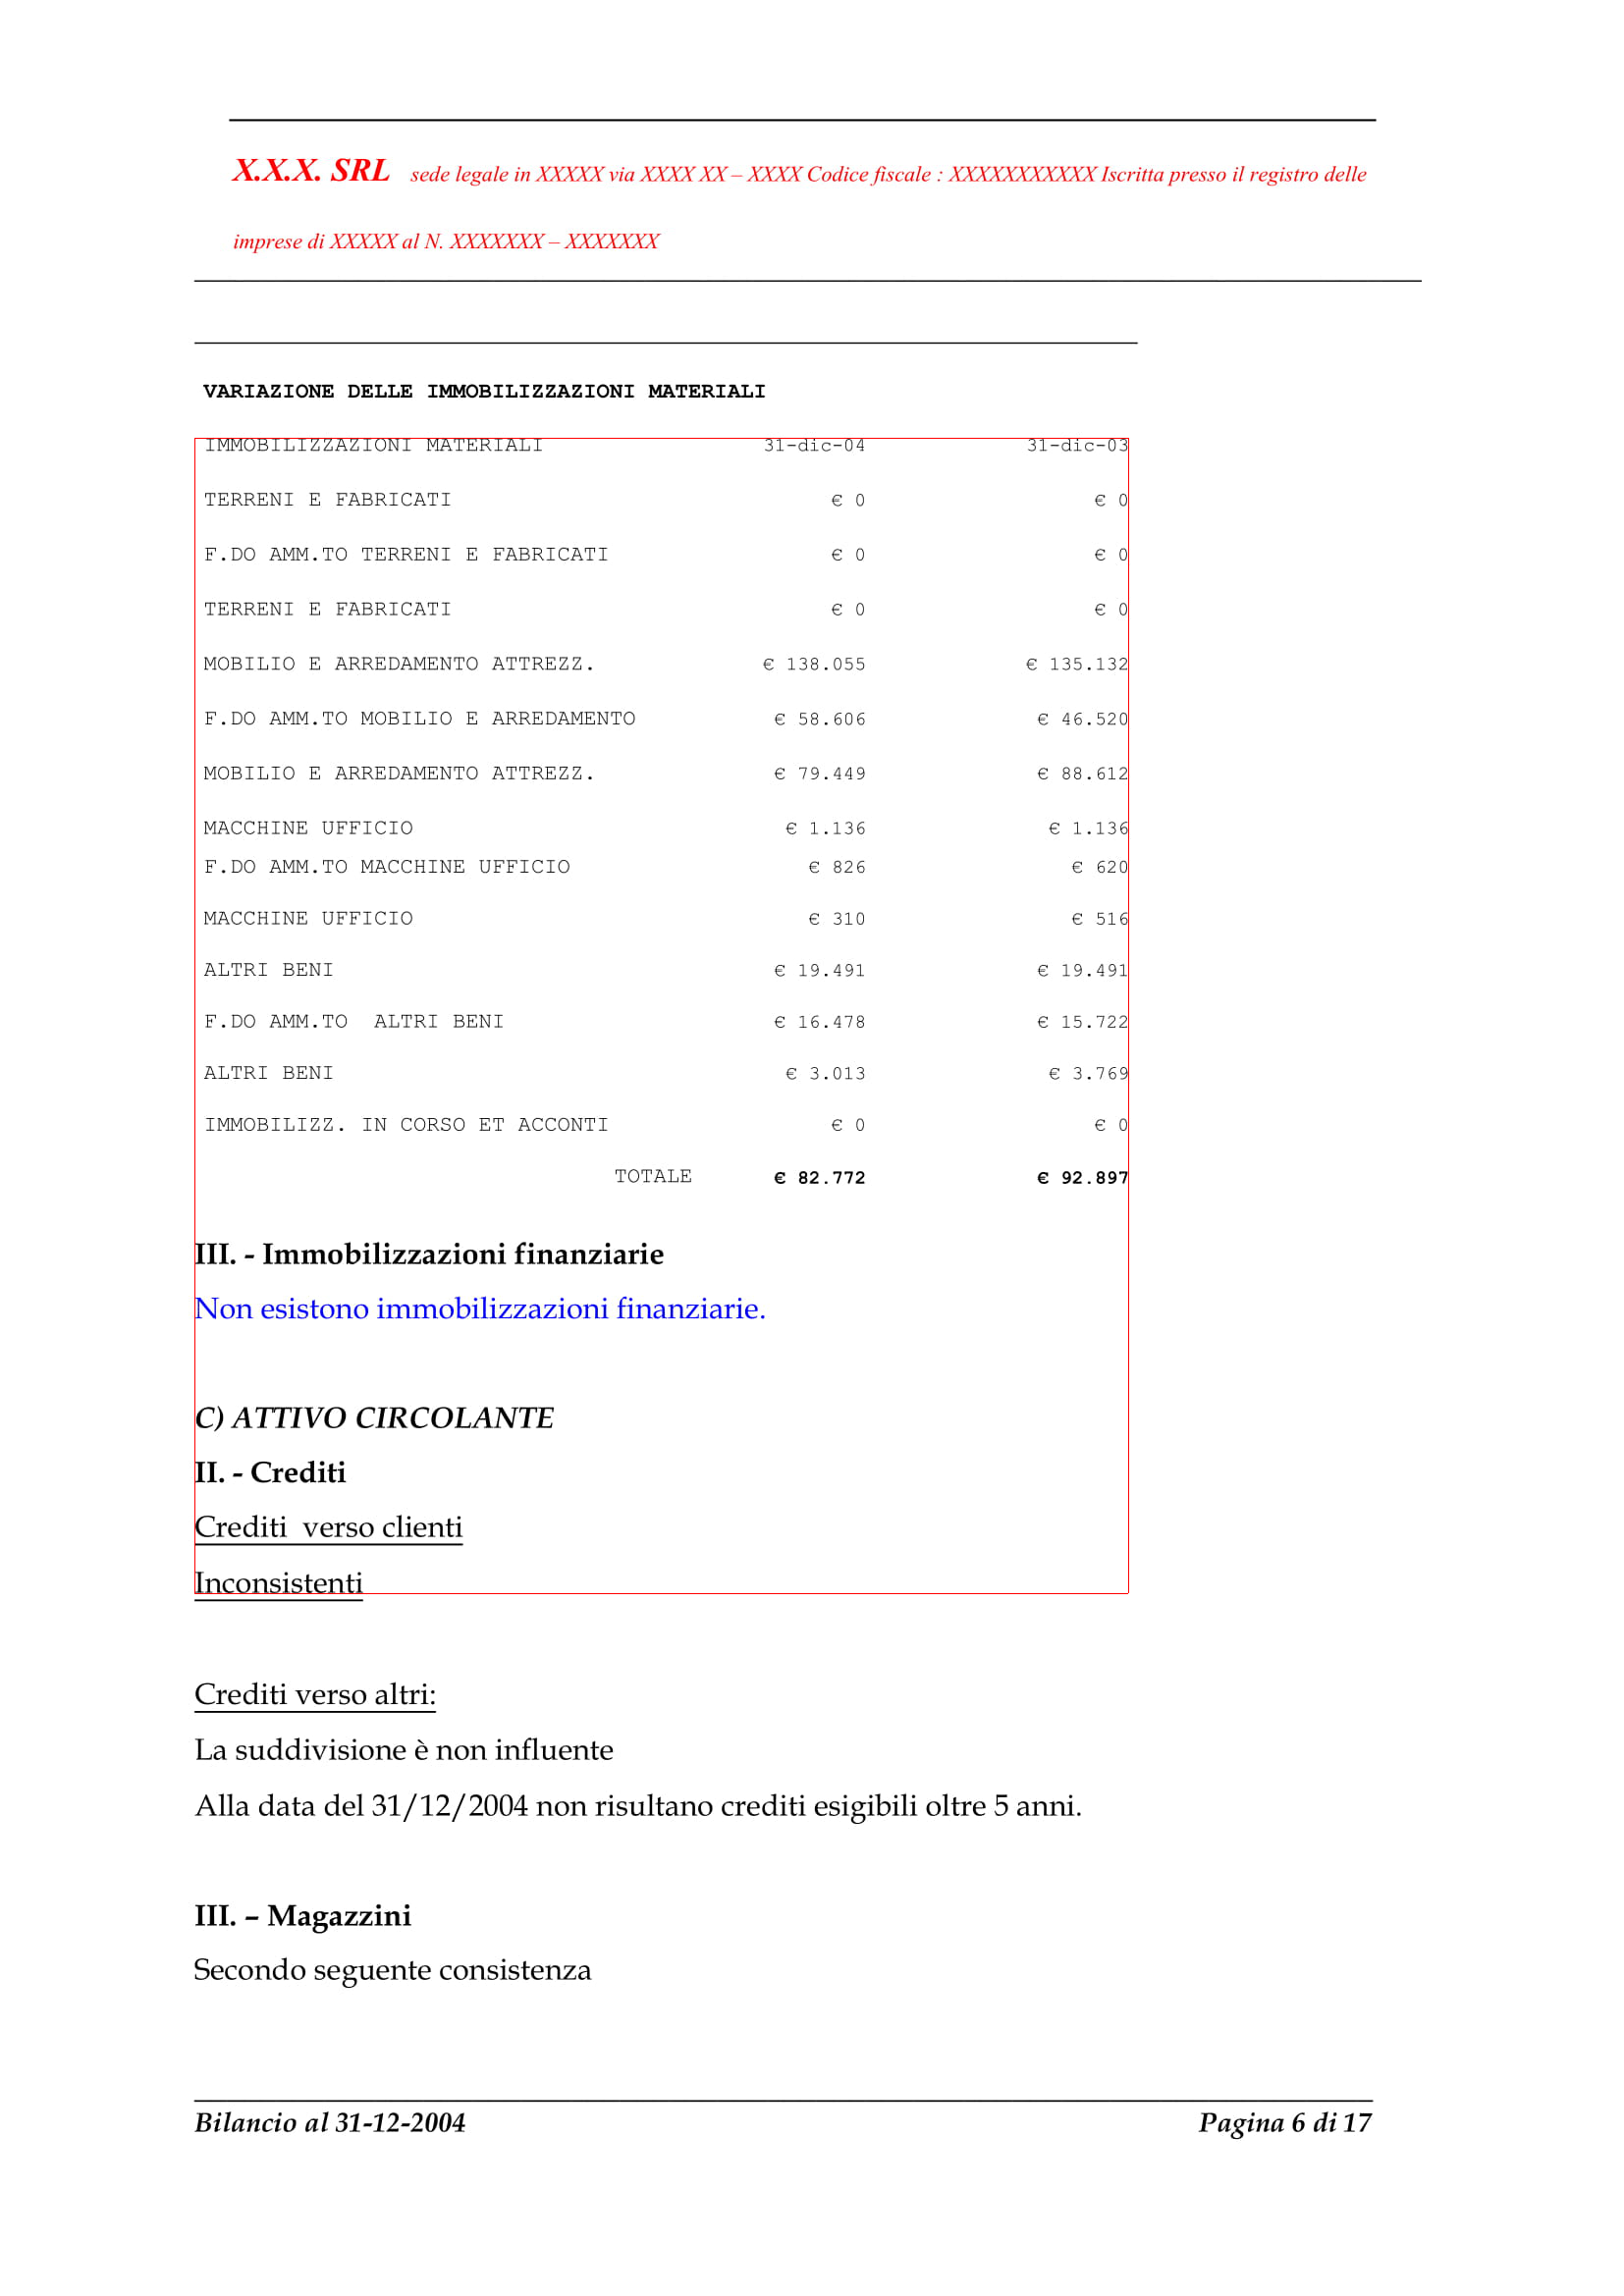 X.X.X. SRL sede legale in XXXXX via XXXX XX – XXXX Codice fiscale : XXXXXXXXXXX Iscritta presso il registro delle
imprese di XXXXX al N. XXXXXXX – XXXXXXX
VARIAZIONE DELLE IMMOBILIZZAZIONI MATERIALI
IMMOBILIZZAZIONI MATERIALI 31-dic-04 31-dic-03
TERRENI E FABRICATI € 0 € 0
F.DO AMM.TO TERRENI E FABRICATI € 0 € 0
TERRENI E FABRICATI € 0 € 0
MOBILIO E ARREDAMENTO ATTREZZ. € 138.055 € 135.132
F.DO AMM.TO MOBILIO E ARREDAMENTO € 58.606 € 46.520
MOBILIO E ARREDAMENTO ATTREZZ. € 79.449 € 88.612
MACCHINE UFFICIO € 1.136 € 1.136
F.DO AMM.TO MACCHINE UFFICIO € 826 € 620
MACCHINE UFFICIO € 310 € 516
ALTRI BENI € 19.491 € 19.491
F.DO AMM.TO ALTRI BENI € 16.478 € 15.722
ALTRI BENI € 3.013 € 3.769
IMMOBILIZZ. IN CORSO ET ACCONTI € 0 € 0
TOTALE € 82.772 € 92.897
III. - Immobilizzazioni finanziarie
Non esistono immobilizzazioni finanziarie.
C) ATTIVO CIRCOLANTE
II. - Crediti
Crediti verso clienti
Inconsistenti
Crediti verso altri:
La suddivisione è non influente
Alla data del 31/12/2004 non risultano crediti esigibili oltre 5 anni.
III. – Magazzini
Secondo seguente consistenza
Bilancio al 31-12-2004 Pagina 6 di 17